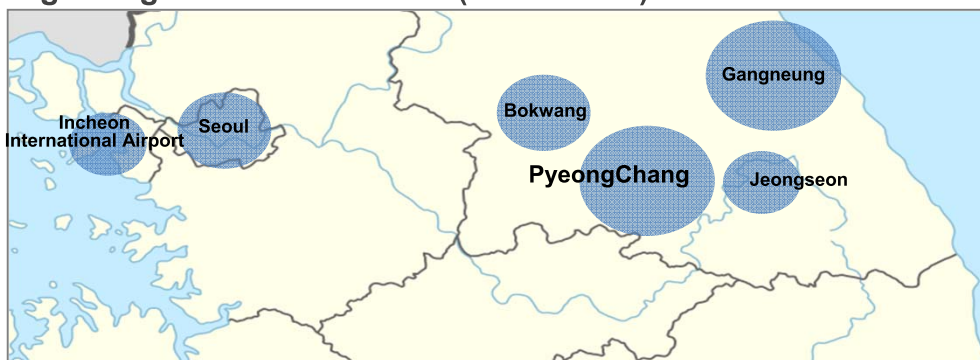 Gangneung
Bokwang
Incheon
International Airport
Seoul
PyeongChang
Jeongseon